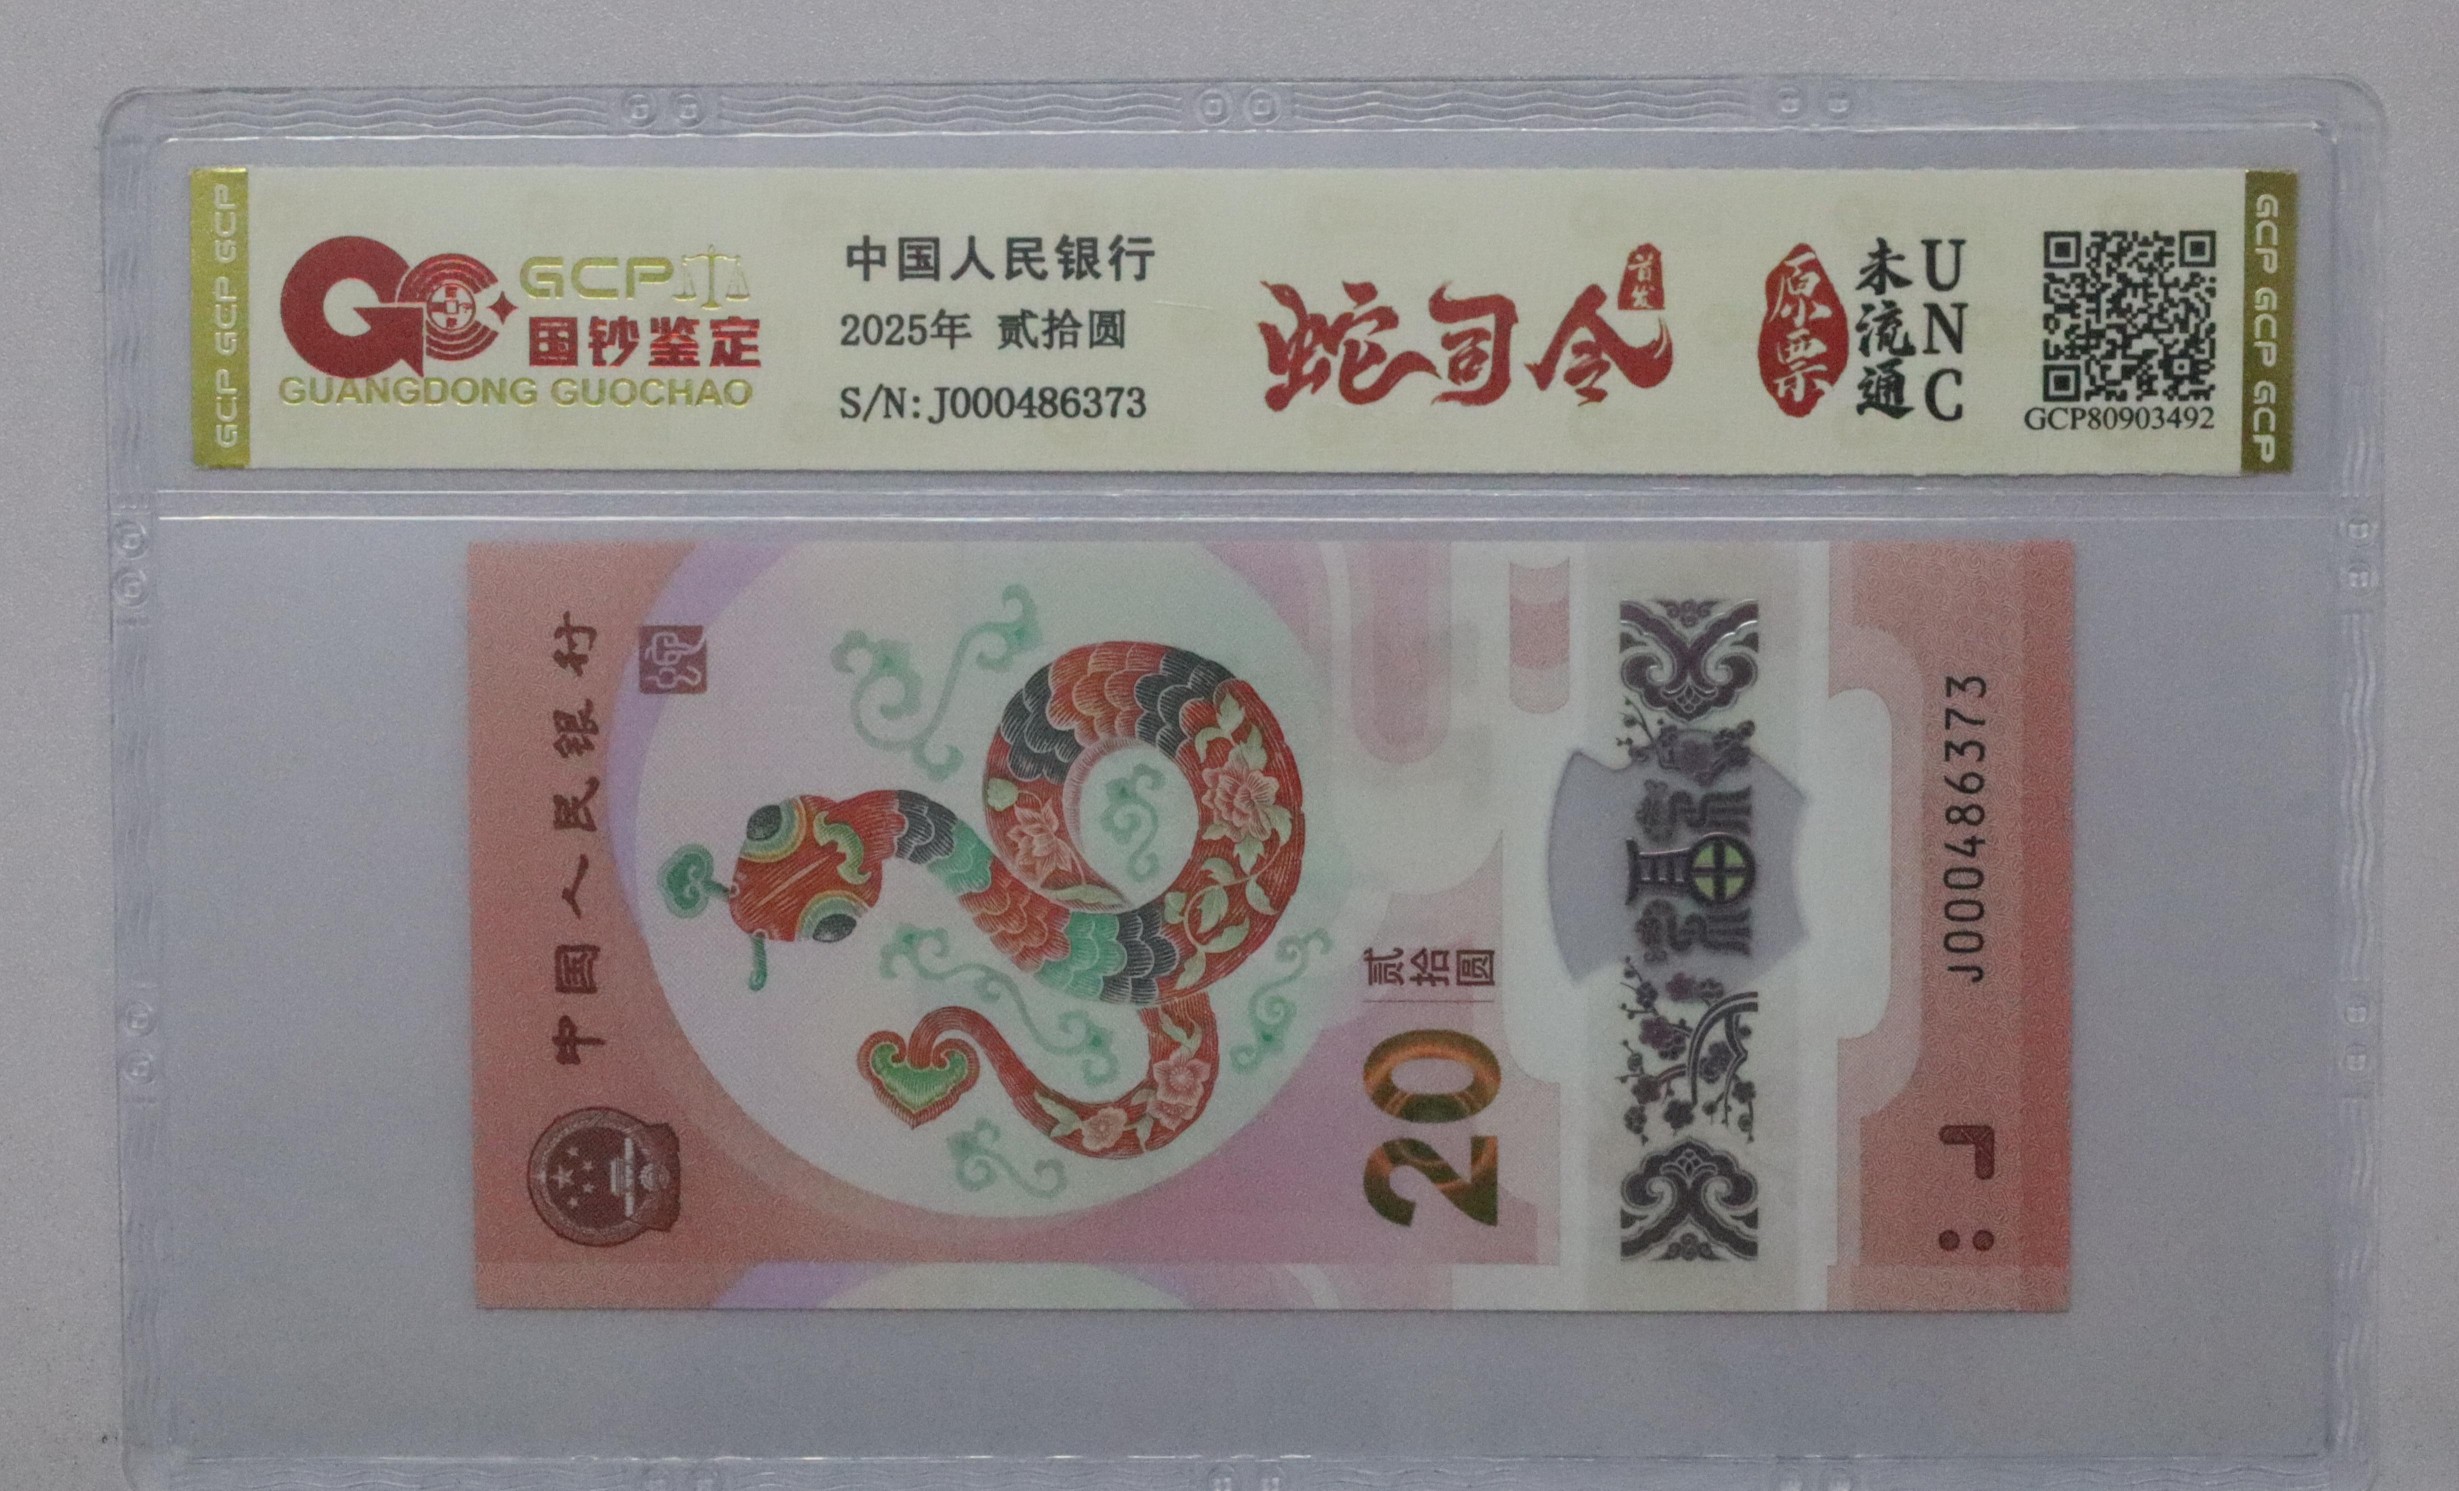 GCP GCP GCP
GCP
国钞鉴定
GUANGDONG GUOCHAO
中国人民银行
2025年 贰拾圆
S/N: J000486373
蛇司令
首发
原票
未流通
UNC
GCP80903492
GCP GCP GCP
中国人民银行
20
贰拾圆
福
J000486373